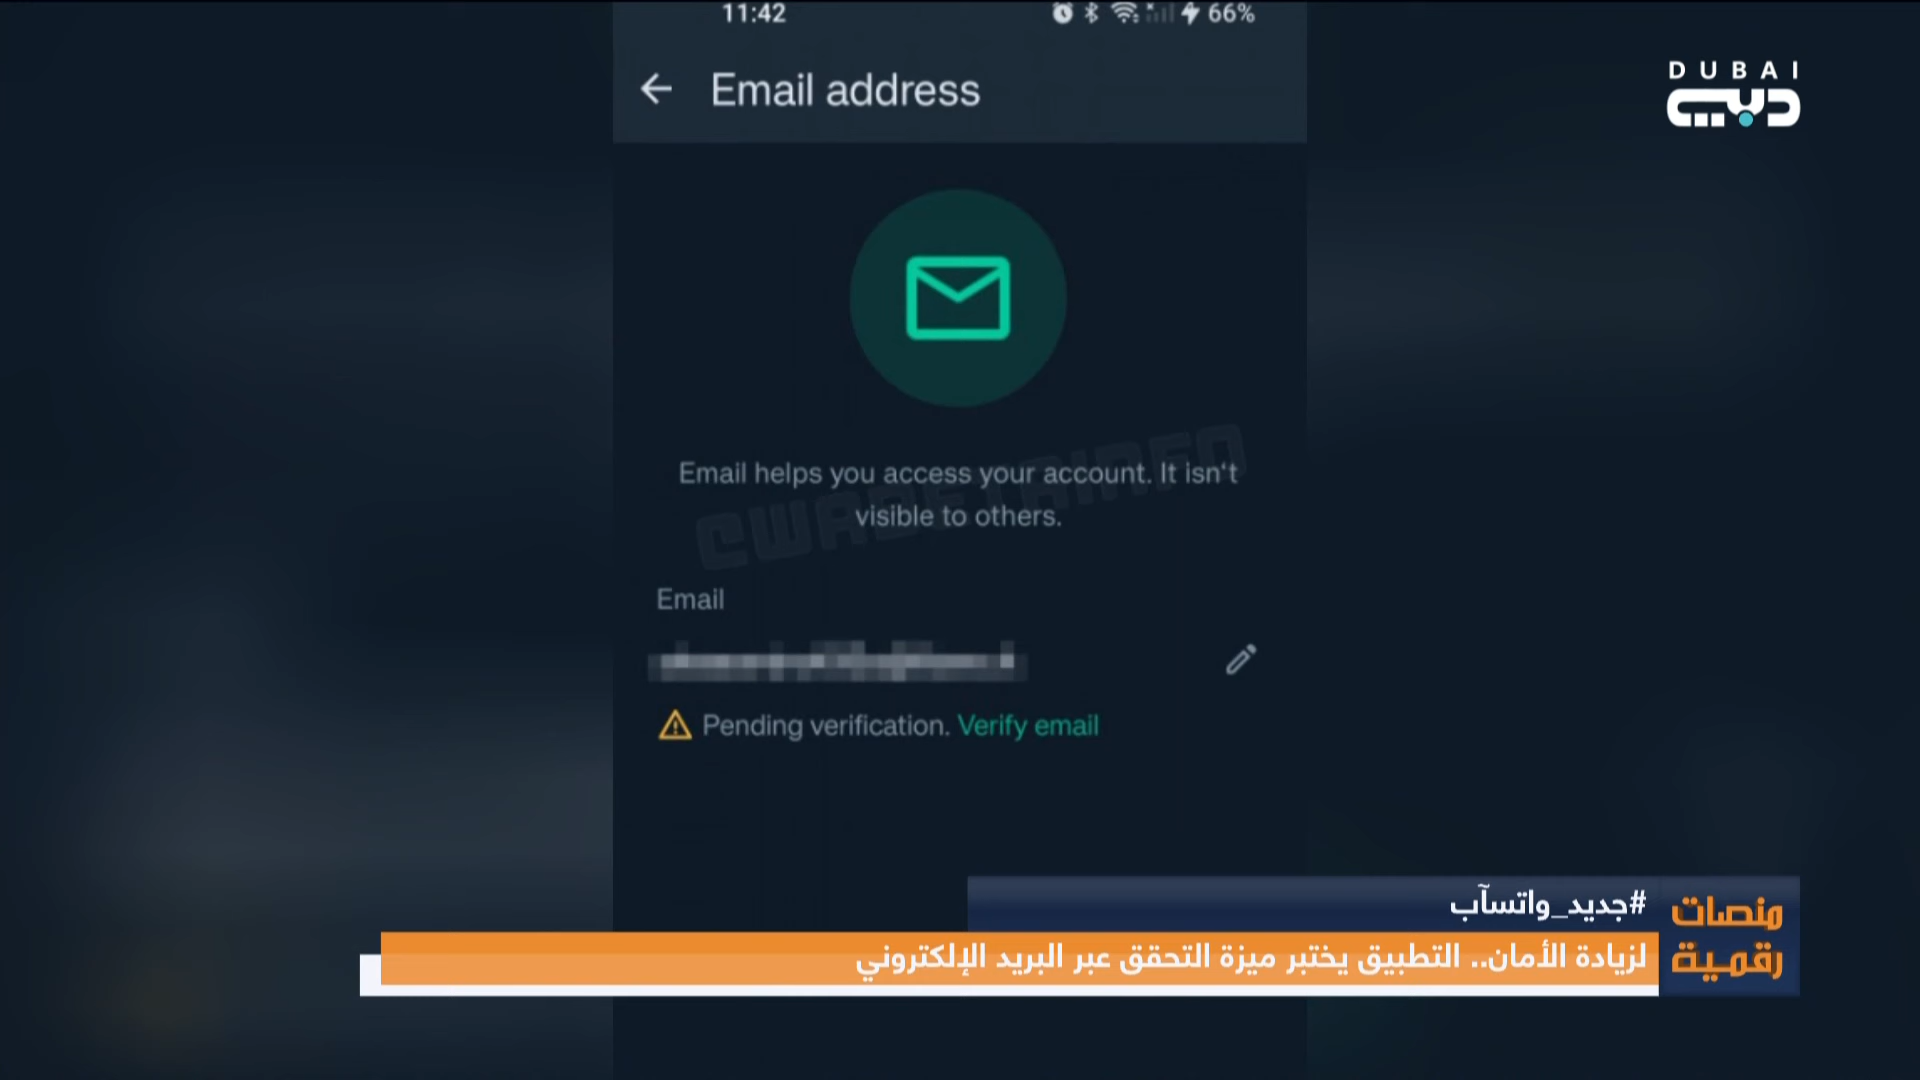 11:42
66%
DUBAI
دبي
Email address
Email helps you access your account. It isn't
visible to others.
CWABETAINFO
Email
Pending verification. Verify email
#جديد_واتسآب
منصات
رقمية
لزيادة الأمان.. التطبيق يختبر ميزة التحقق عبر البريد الإلكتروني